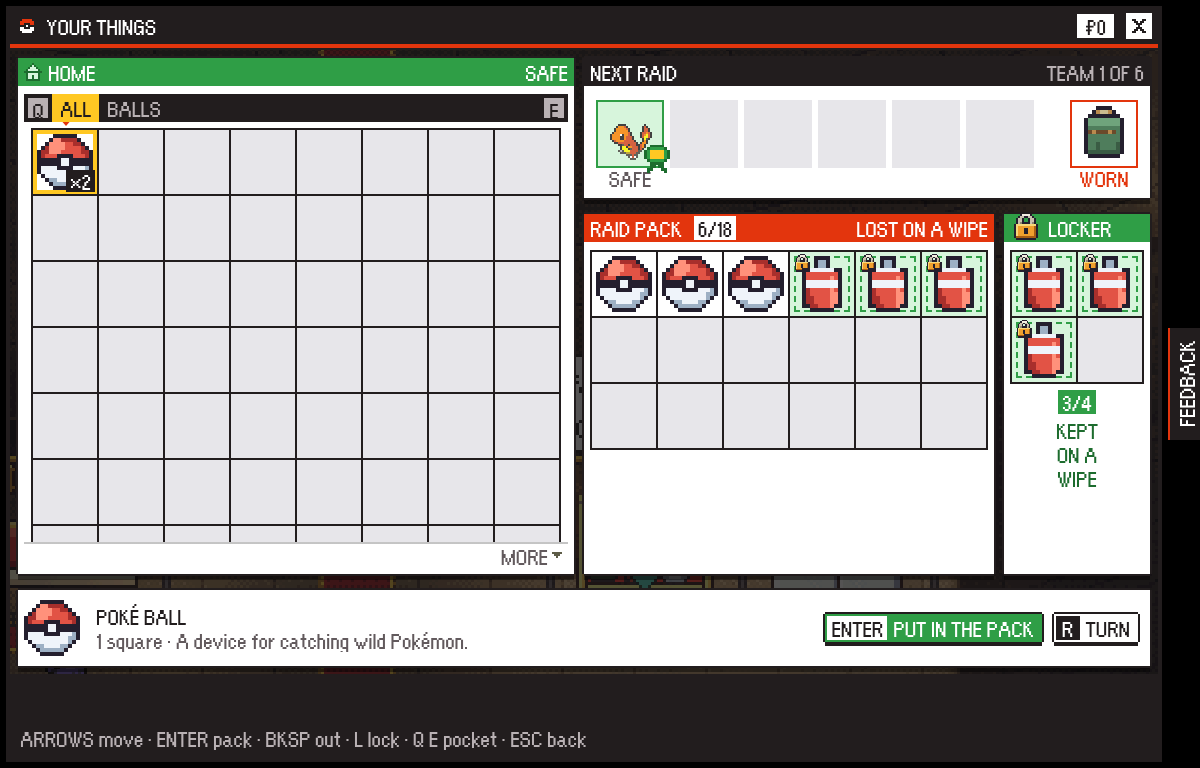 YOUR THINGS
₽0 X
HOME SAFE
Q ALL BALLS E
×2
MORE
NEXT RAID TEAM 1 OF 6
SAFE WORN
RAID PACK 6/18 LOST ON A WIPE
LOCKER
3/4
KEPT
ON A
WIPE
FEEDBACK
POKÉ BALL
1 square · A device for catching wild Pokémon.
ENTER PUT IN THE PACK R TURN
ARROWS move · ENTER pack · BKSP out · L lock · Q E pocket · ESC back